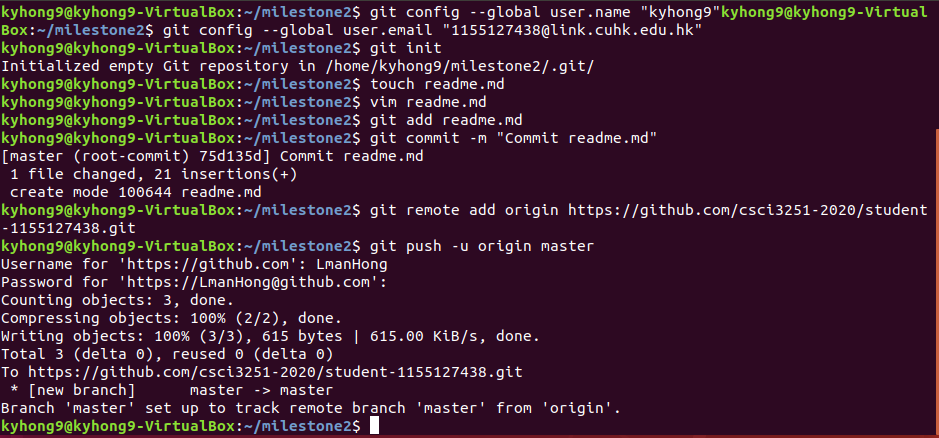 kyhong9@kyhong9-VirtualBox:~/milestone2$ git config --global user.name "kyhong9"kyhong9@kyhong9-Virtual
Box:~/milestone2$ git config --global user.email "1155127438@link.cuhk.edu.hk"
kyhong9@kyhong9-VirtualBox:~/milestone2$ git init
Initialized empty Git repository in /home/kyhong9/milestone2/.git/
kyhong9@kyhong9-VirtualBox:~/milestone2$ touch readme.md
kyhong9@kyhong9-VirtualBox:~/milestone2$ vim readme.md
kyhong9@kyhong9-VirtualBox:~/milestone2$ git add readme.md
kyhong9@kyhong9-VirtualBox:~/milestone2$ git commit -m "Commit readme.md"
[master (root-commit) 75d135d] Commit readme.md
 1 file changed, 21 insertions(+)
 create mode 100644 readme.md
kyhong9@kyhong9-VirtualBox:~/milestone2$ git remote add origin https://github.com/csci3251-2020/student
-1155127438.git
kyhong9@kyhong9-VirtualBox:~/milestone2$ git push -u origin master
Username for 'https://github.com': LmanHong
Password for 'https://LmanHong@github.com':
Counting objects: 3, done.
Compressing objects: 100% (2/2), done.
Writing objects: 100% (3/3), 615 bytes | 615.00 KiB/s, done.
Total 3 (delta 0), reused 0 (delta 0)
To https://github.com/csci3251-2020/student-1155127438.git
 * [new branch]      master -> master
Branch 'master' set up to track remote branch 'master' from 'origin'.
kyhong9@kyhong9-VirtualBox:~/milestone2$